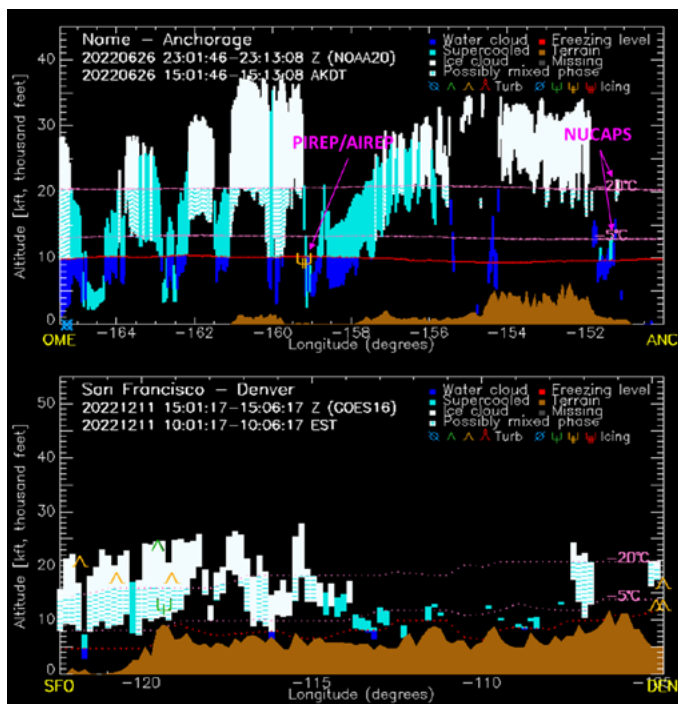 Nome - Anchorage
20220626 23:01:46-23:13:08 Z (NOAA20)
20220626 15:01:46-15:13:08 AKDT
Water cloud Freezing level
Supercooled Terrain
Ice cloud Missing
Possibly mixed phase
Turb Icing
PIREP/AIREP
NUCAPS
-20°C
-5°C
Altitude [kft, thousand feet]
40
30
20
10
0
-164 -162 -160 -158 -156 -154 -152
OME Longitude (degrees) ANC
San Francisco - Denver
20221211 15:01:17-15:06:17 Z (GOES16)
20221211 10:01:17-10:06:17 EST
Water cloud Freezing level
Supercooled Terrain
Ice cloud Missing
Possibly mixed phase
Turb Icing
-20°C
-5°C
Altitude [kft, thousand feet]
50
40
30
20
10
0
-120 -115 -110 -105
SFO Longitude (degrees) DEN